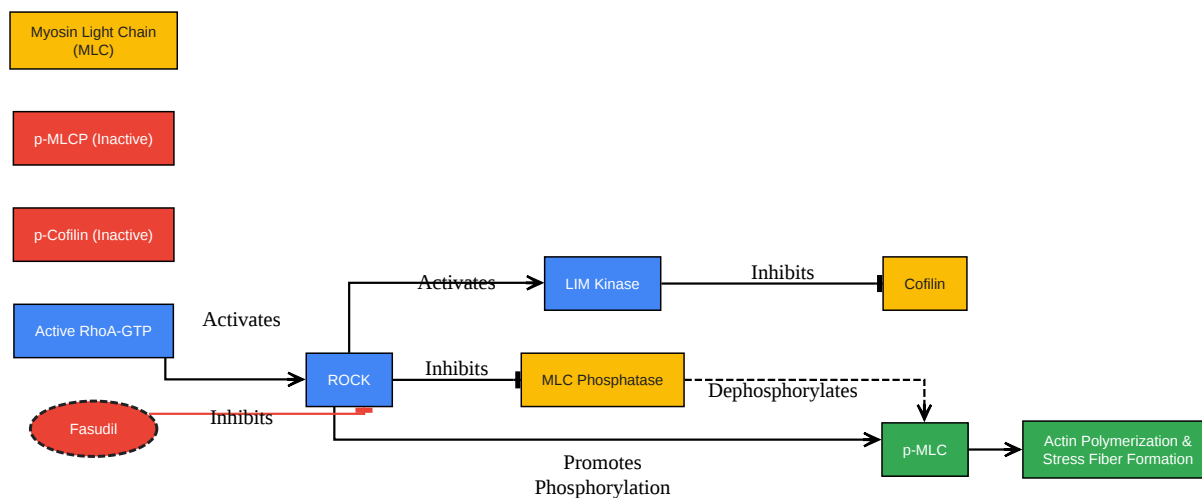 Myosin Light Chain
(MLC)
p-MLCP (Inactive)
p-Cofilin (Inactive)
Activates
LIM Kinase
Inhibits
Cofilin
Active RhoA-GTP
Activates
ROCK
Inhibits
MLC Phosphatase
Dephosphorylates
Fasudil
Inhibits
p-MLC
Actin Polymerization &
Stress Fiber Formation
Promotes
Phosphorylation